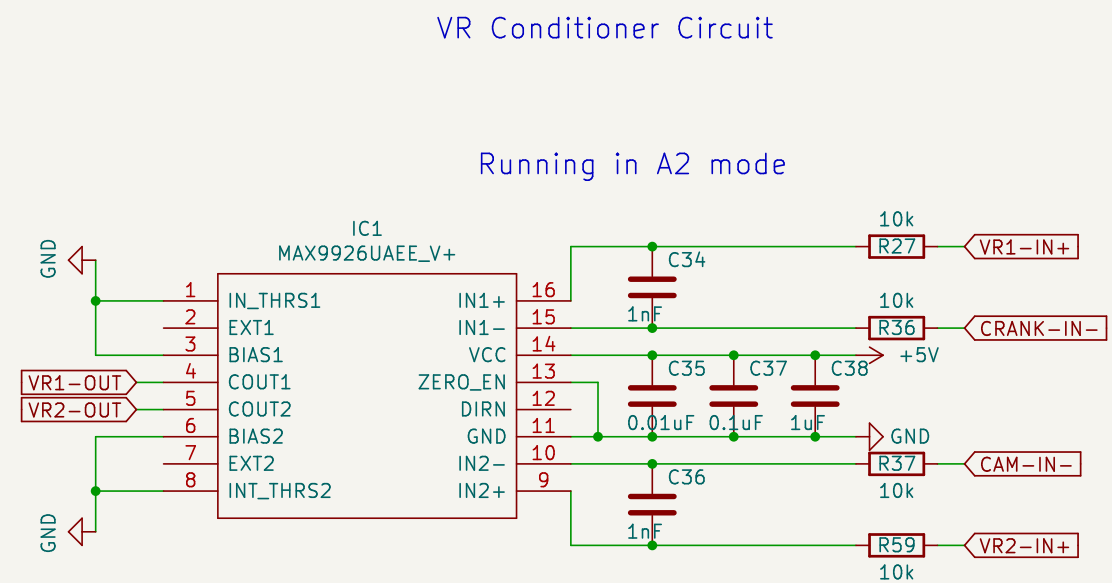 VR Conditioner Circuit
Running in A2 mode
IC1
MAX9926UAEE_V+
GND
1 IN_THRS1
2 EXT1
3 BIAS1
VR1-OUT 4 COUT1
VR2-OUT 5 COUT2
6 BIAS2
7 EXT2
8 INT_THRS2
GND
IN1+ 16
IN1- 15
VCC 14
ZERO_EN 13
DIRN 12
GND 11
IN2- 10
IN2+ 9
C34
1nF
10k
R27 VR1-IN+
10k
R36 CRANK-IN-
+5V
C35 C37 C38
0.01uF 0.1uF 1uF
GND
R37 CAM-IN-
10k
C36
1nF
R59 VR2-IN+
10k